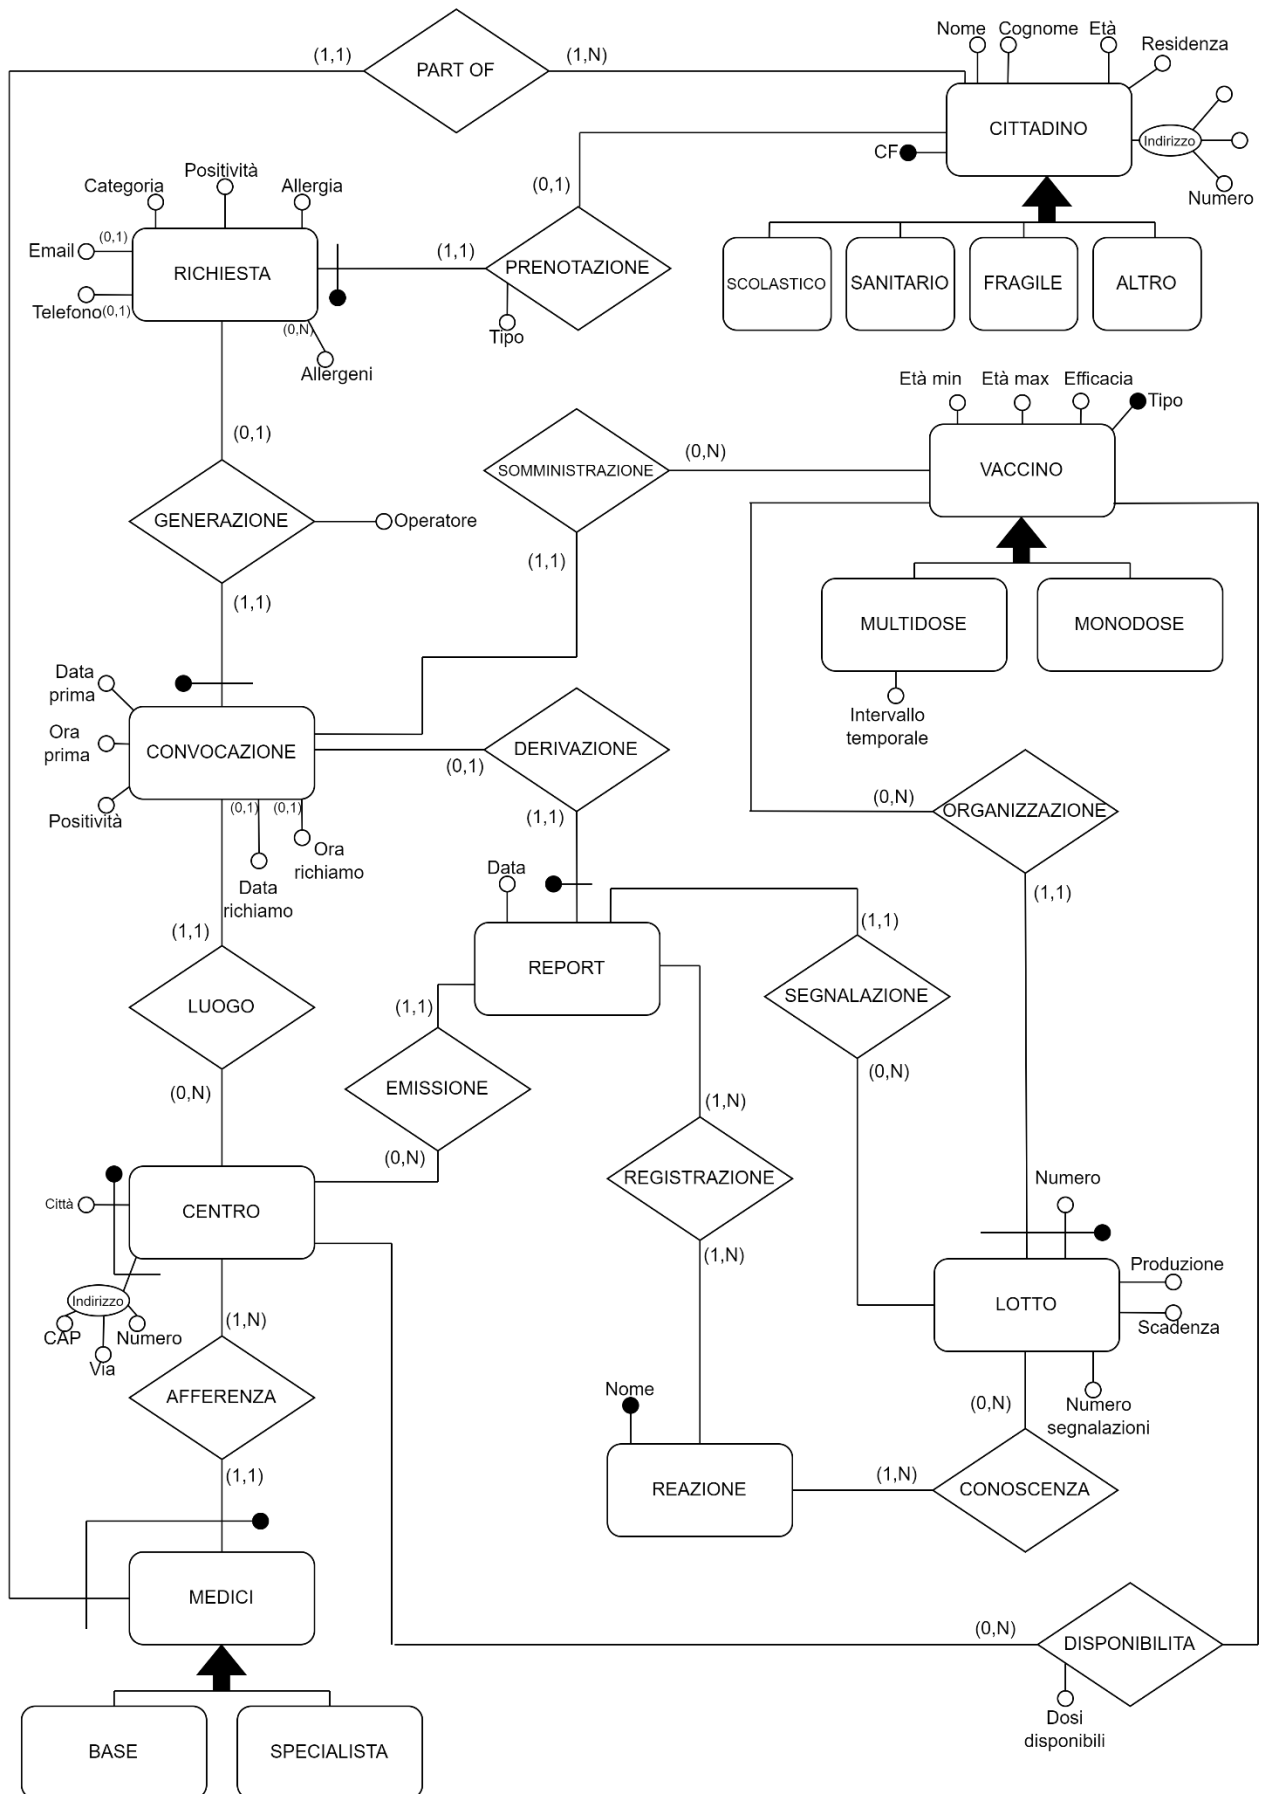 Nome
Cognome
Età
Residenza
(1,1)
PART OF
(1,N)
CITTADINO
Indirizzo
CF
Numero
Positività
Categoria
Allergia
(0,1)
Email
(0,1)
RICHIESTA
(1,1)
PRENOTAZIONE
SCOLASTICO
SANITARIO
FRAGILE
ALTRO
Telefono
(0,1)
(0,N)
Tipo
Allergeni
Età min
Età max
Efficacia
Tipo
(0,1)
SOMMINISTRAZIONE
(0,N)
VACCINO
GENERAZIONE
Operatore
(1,1)
(1,1)
MULTIDOSE
MONODOSE
Data
prima
Ora
prima
CONVOCAZIONE
Positività
(0,1)
(0,1)
Ora
richiamo
Data
richiamo
(0,1)
DERIVAZIONE
Intervallo
temporale
(0,N)
ORGANIZZAZIONE
(1,1)
(1,1)
Data
(1,1)
(1,1)
REPORT
SEGNALAZIONE
LUOGO
(1,1)
(0,N)
EMISSIONE
(0,N)
(1,N)
(0,N)
REGISTRAZIONE
Numero
Città
CENTRO
(1,N)
Produzione
LOTTO
Scadenza
Indirizzo
CAP
Numero
Via
(1,N)
AFFERENZA
Nome
(0,N)
Numero
segnalazioni
(1,1)
REAZIONE
(1,N)
CONOSCENZA
MEDICI
(0,N)
DISPONIBILITA
Dosi
disponibili
BASE
SPECIALISTA